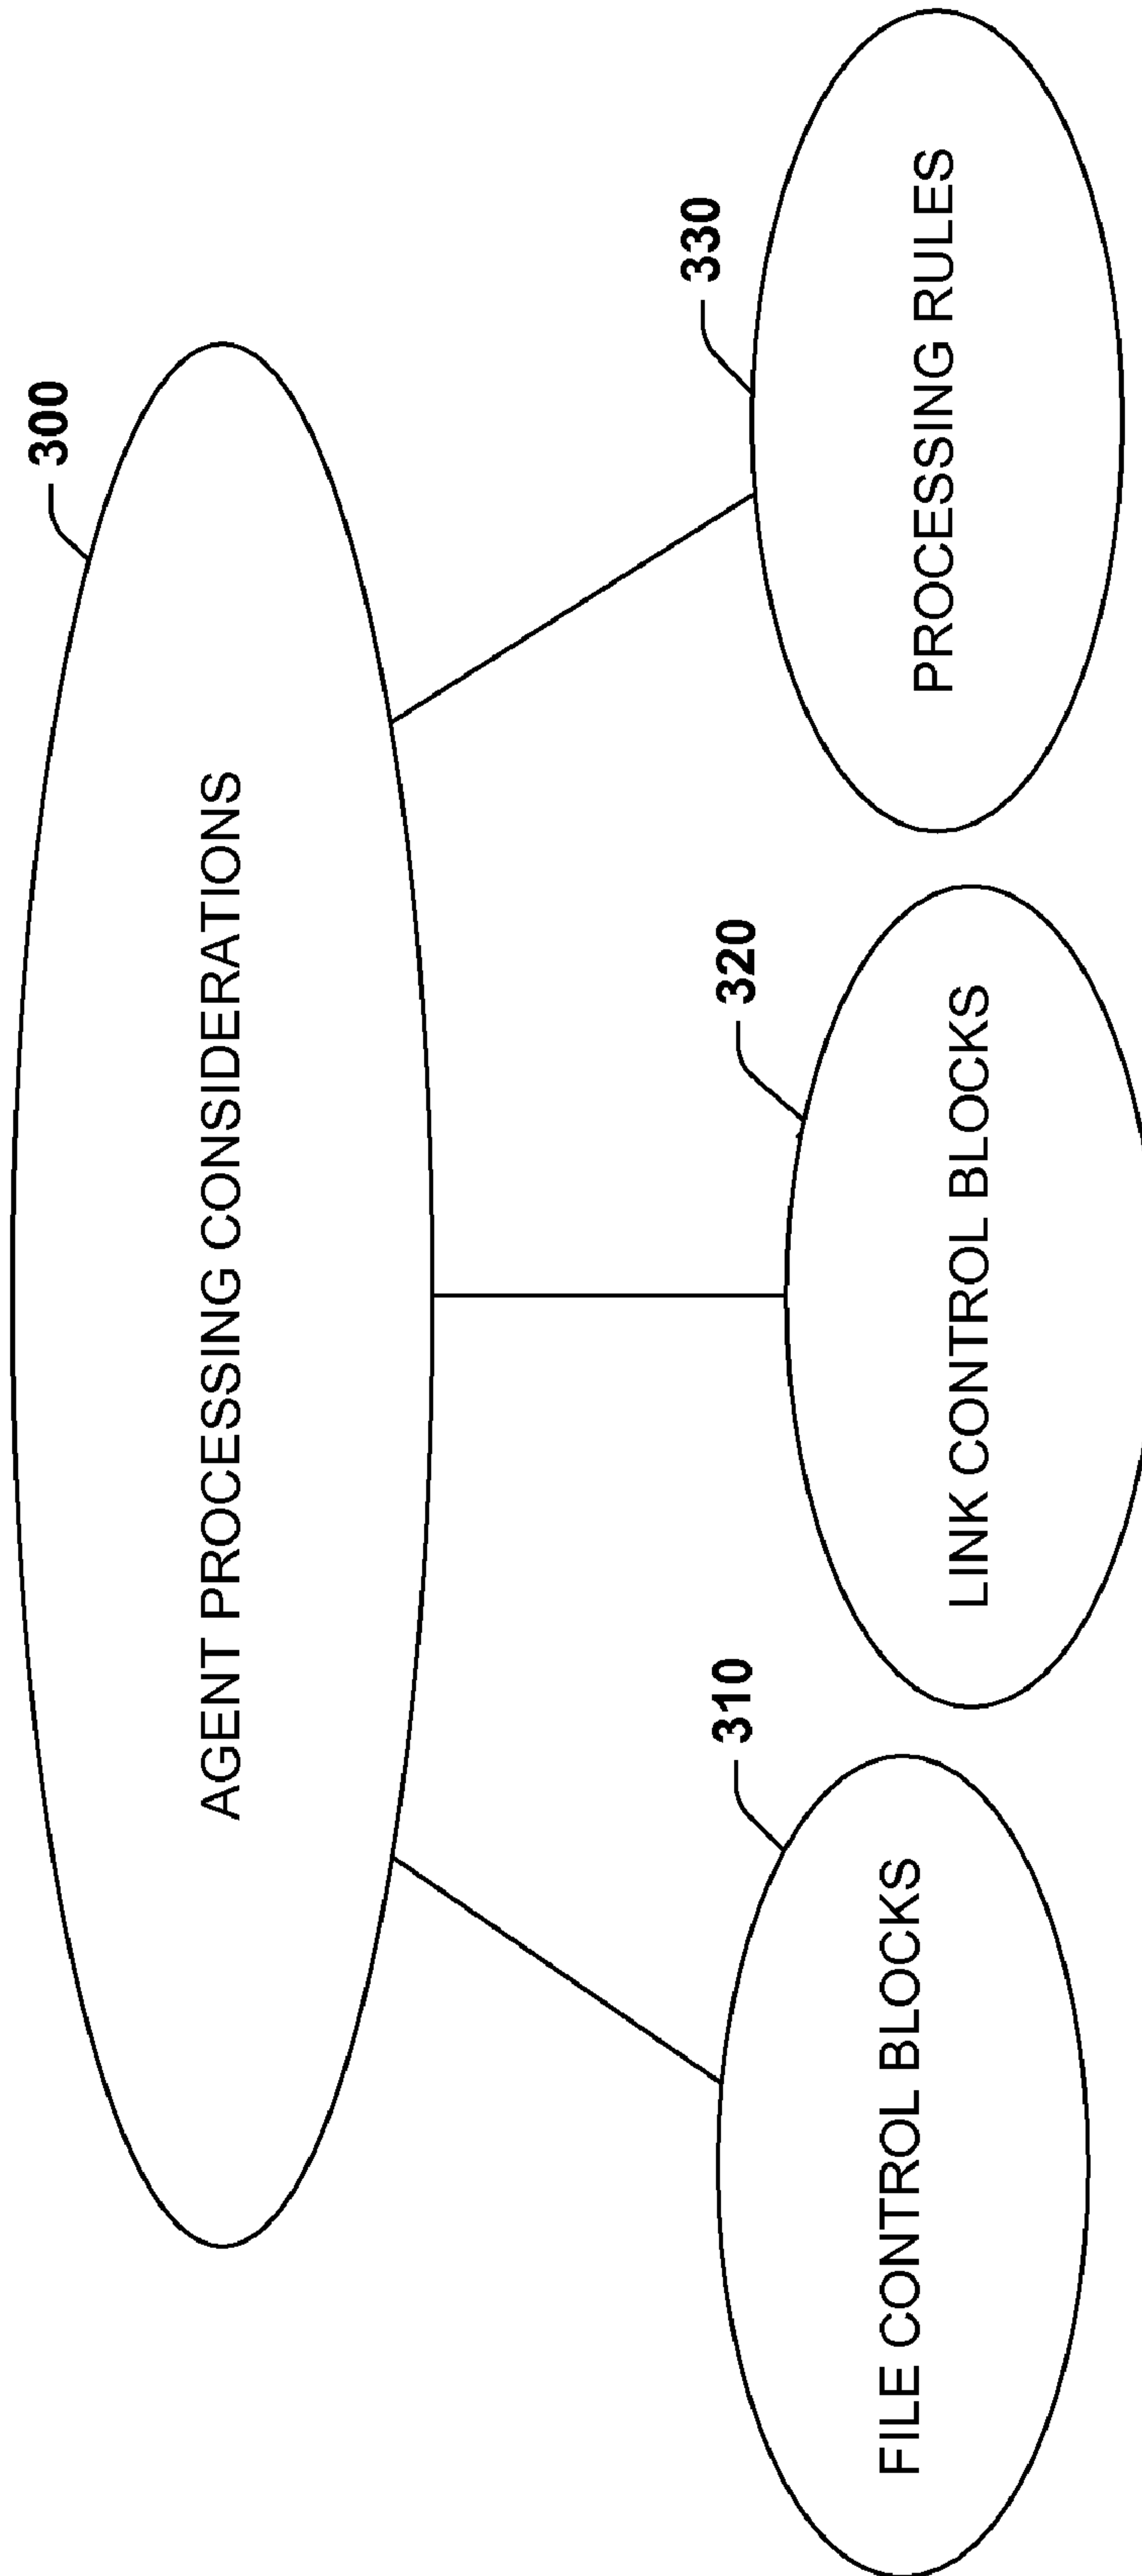 300
AGENT PROCESSING CONSIDERATIONS
310
FILE CONTROL BLOCKS
320
LINK CONTROL BLOCKS
330
PROCESSING RULES